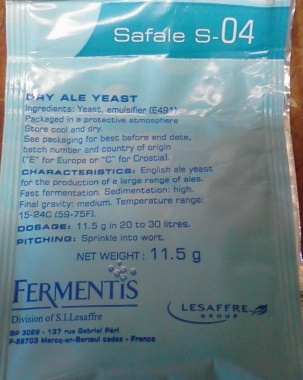 Safale S-04
DRY ALE YEAST
Ingredients: Yeast, emulsifier (E491)
Packaged in a protective atmosphere
Store cool and dry.
See packaging for best before end date,
batch number and country of origin
("E" for Europe or "C" for Croatia).
CHARACTERISTICS: English ale yeast
for the production of a large range of ales.
Fast fermentation. Sedimentation: high.
Final gravity: medium. Temperature range:
15-24C (59-75F).
DOSAGE: 11.5 g in 20 to 30 litres.
PITCHING: Sprinkle into wort.
NET WEIGHT: 11.5 g
FERMENTIS
Division of S.I.Lesaffre
LESAFFRE
GROUP
BP 3029 - 137 rue Gabriel Péri
F-59703 Marcq-en-Barœul cedex - France